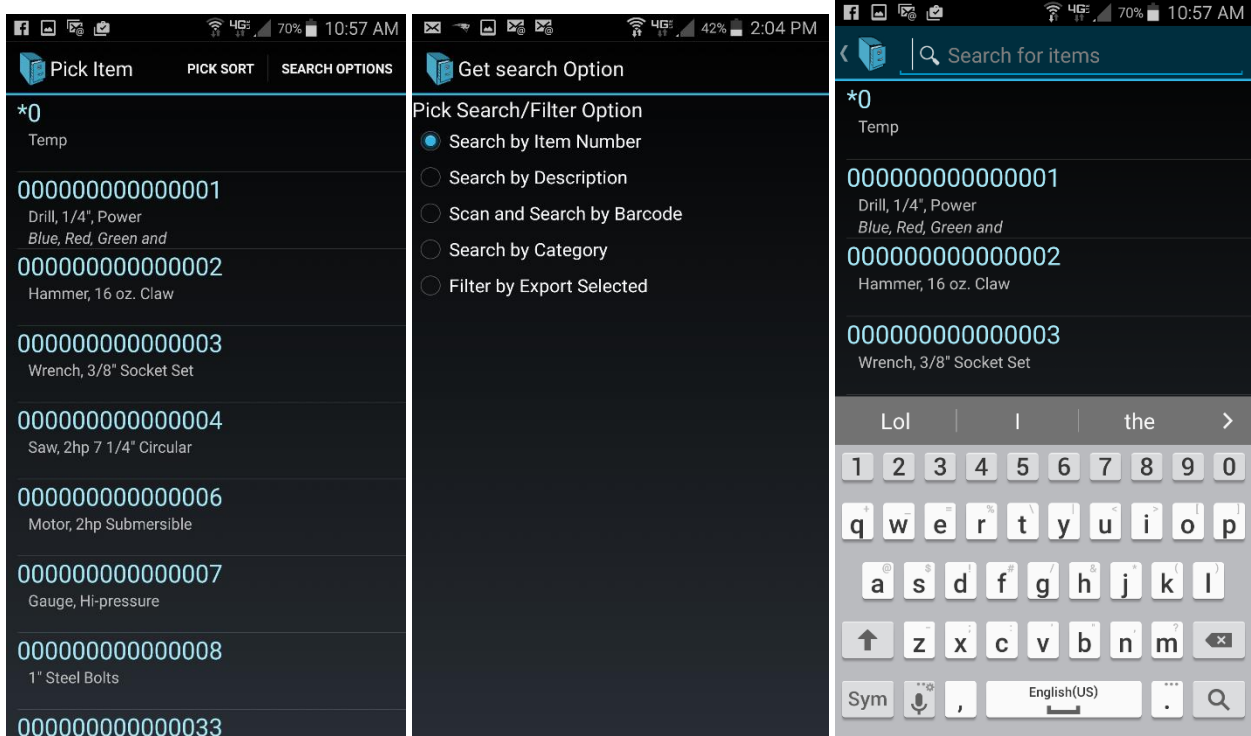 4G 70% 10:57 AM
Pick Item PICK SORT SEARCH OPTIONS
*0
Temp
000000000000001
Drill, 1/4", Power
Blue, Red, Green and
000000000000002
Hammer, 16 oz. Claw
000000000000003
Wrench, 3/8" Socket Set
000000000000004
Saw, 2hp 7 1/4" Circular
000000000000006
Motor, 2hp Submersible
000000000000007
Gauge, Hi-pressure
000000000000008
1" Steel Bolts
000000000000033
4G 42% 2:04 PM
Get search Option
Pick Search/Filter Option
Search by Item Number
Search by Description
Scan and Search by Barcode
Search by Category
Filter by Export Selected
4G 70% 10:57 AM
Search for items
*0
Temp
000000000000001
Drill, 1/4", Power
Blue, Red, Green and
000000000000002
Hammer, 16 oz. Claw
000000000000003
Wrench, 3/8" Socket Set
Lol I the >
1 2 3 4 5 6 7 8 9 0
q w e r t y u i o p
a s d f g h j k l
z x c v b n m
Sym , English(US) .